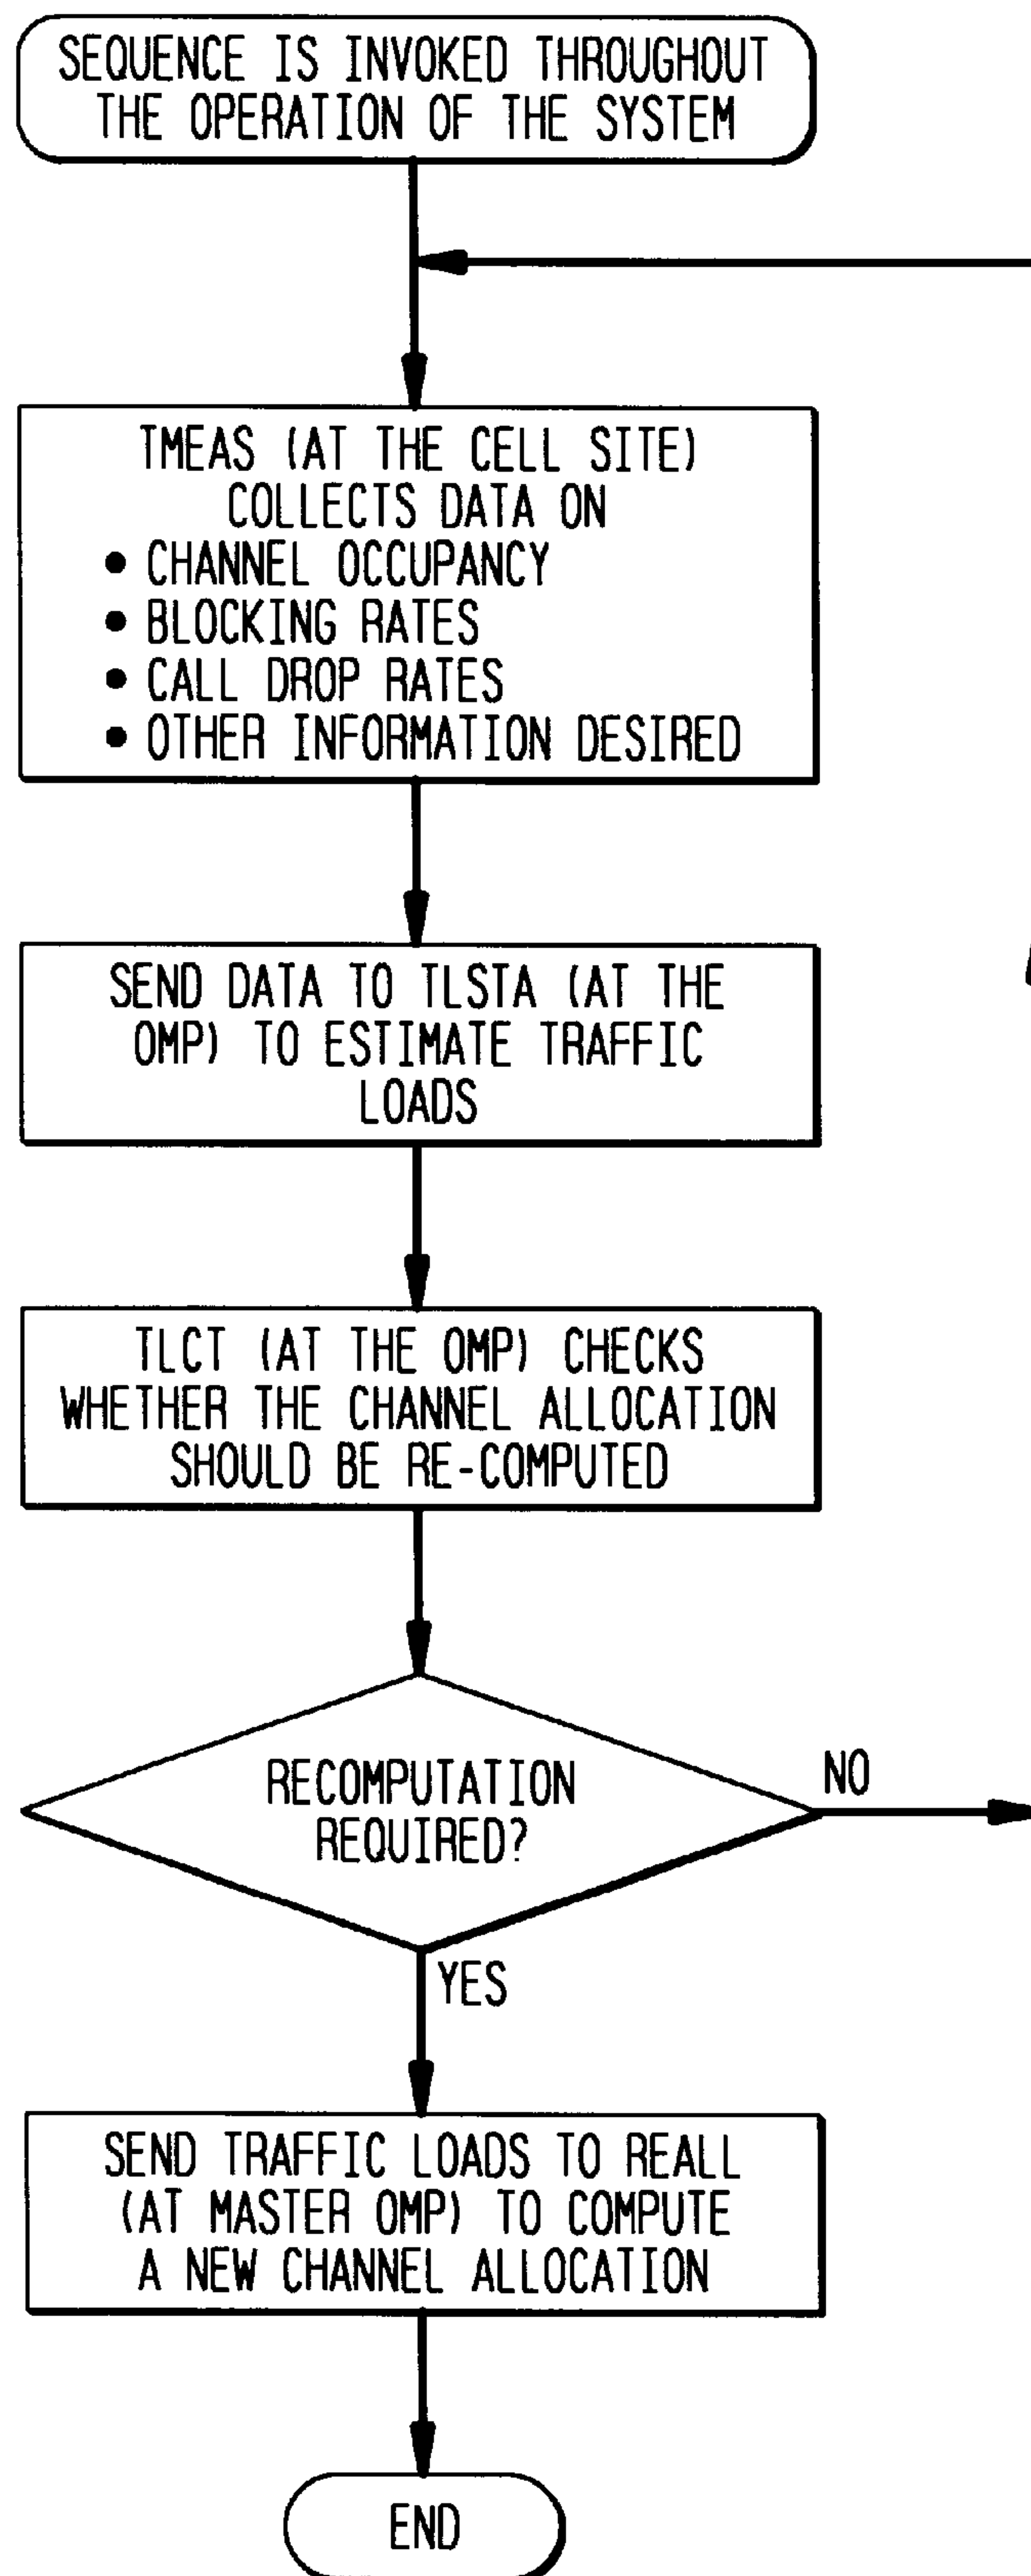 SEQUENCE IS INVOKED THROUGHOUT
THE OPERATION OF THE SYSTEM
TMEAS (AT THE CELL SITE)
COLLECTS DATA ON
• CHANNEL OCCUPANCY
• BLOCKING RATES
• CALL DROP RATES
• OTHER INFORMATION DESIRED
SEND DATA TO TLSTA (AT THE
OMP) TO ESTIMATE TRAFFIC
LOADS
TLCT (AT THE OMP) CHECKS
WHETHER THE CHANNEL ALLOCATION
SHOULD BE RE-COMPUTED
RECOMPUTATION
REQUIRED?
NO
YES
SEND TRAFFIC LOADS TO REALL
(AT MASTER OMP) TO COMPUTE
A NEW CHANNEL ALLOCATION
END